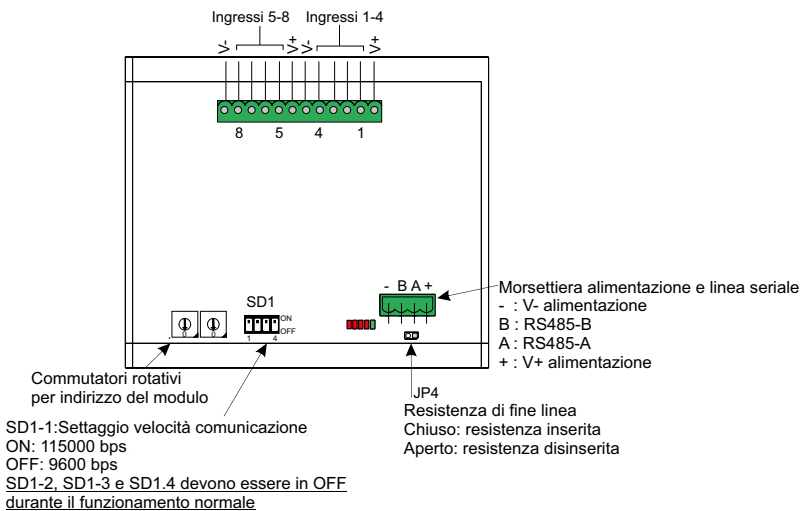 Ingressi 5-8 Ingressi 1-4
V- V+ V- V+
8 5 4 1
- B A +
SD1
ON
OFF
1 4
0 0
Morsettiera alimentazione e linea seriale
- : V- alimentazione
B : RS485-B
A : RS485-A
+ : V+ alimentazione
Commutatori rotativi
per indirizzo del modulo
JP4
Resistenza di fine linea
Chiuso: resistenza inserita
Aperto: resistenza disinserita
SD1-1:Settaggio velocità comunicazione
ON: 115000 bps
OFF: 9600 bps
SD1-2, SD1-3 e SD1.4 devono essere in OFF
durante il funzionamento normale